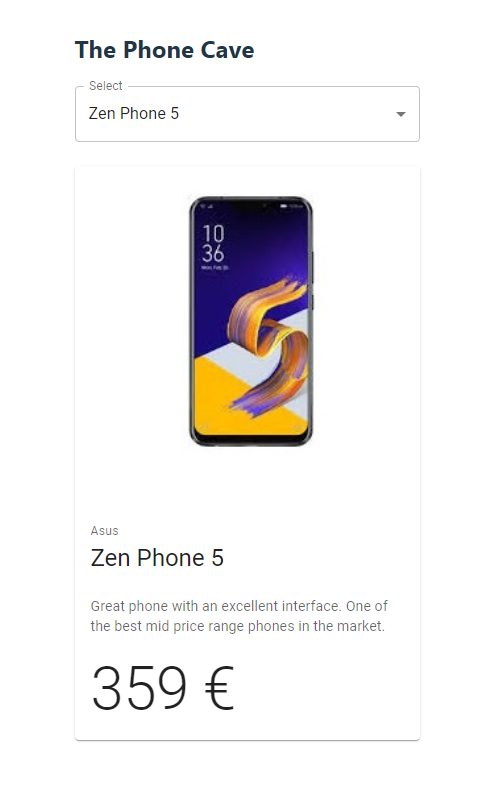 The Phone Cave
Select
Zen Phone 5
10
36
Asus
Zen Phone 5
Great phone with an excellent interface. One of
the best mid price range phones in the market.
359 €